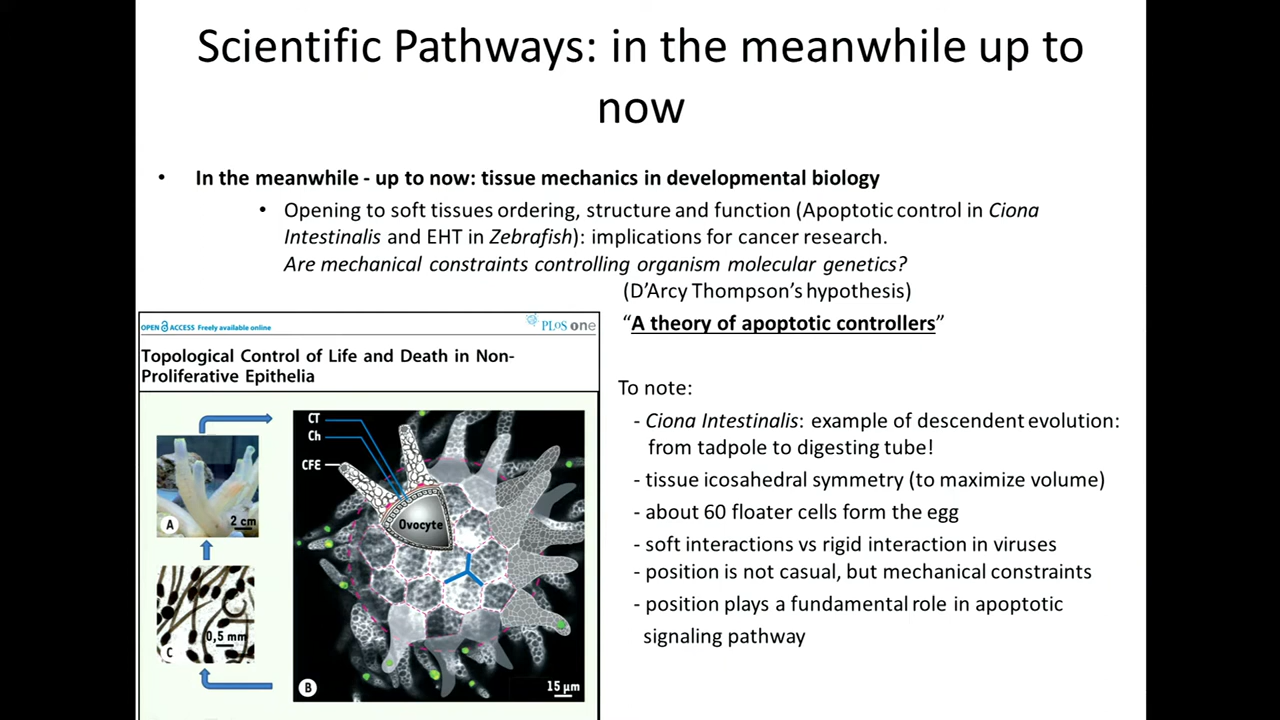 Scientific Pathways: in the meanwhile up to
now
• In the meanwhile - up to now: tissue mechanics in developmental biology
• Opening to soft tissues ordering, structure and function (Apoptotic control in Ciona
Intestinalis and EHT in Zebrafish): implications for cancer research.
Are mechanical constraints controlling organism molecular genetics?
(D'Arcy Thompson's hypothesis)
“A theory of apoptotic controllers”
OPEN ACCESS Freely available online
PLoS one
Topological Control of Life and Death in Non-
Proliferative Epithelia
CT
Ch
CFE
Ovocyte
A
2 cm
0,5 mm
C
B
15 µm
To note:
- Ciona Intestinalis: example of descendent evolution:
from tadpole to digesting tube!
- tissue icosahedral symmetry (to maximize volume)
- about 60 floater cells form the egg
- soft interactions vs rigid interaction in viruses
- position is not casual, but mechanical constraints
- position plays a fundamental role in apoptotic
signaling pathway